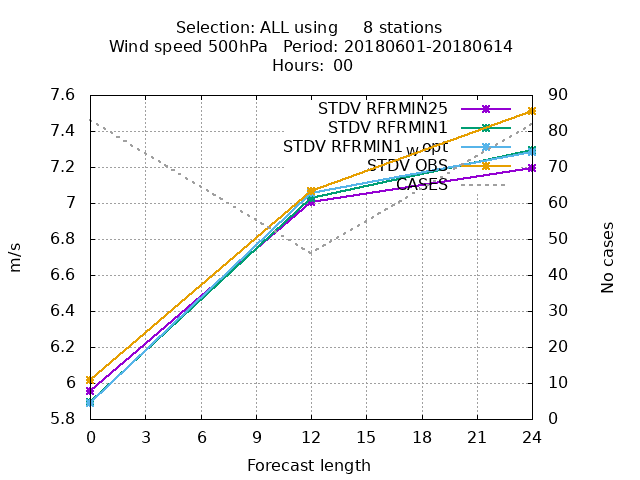 Selection: ALL using     8 stations
Wind speed 500hPa   Period: 20180601-20180614
Hours:  00
7.6
7.4
7.2
7
6.8
6.6
6.4
6.2
6
5.8
m/s
STDV RFRMIN25
STDV RFRMIN1
STDV RFRMIN1_w_opt
STDV OBS
CASES
90
80
70
60
50
40
30
20
10
0
No cases
0 3 6 9 12 15 18 21 24
Forecast length